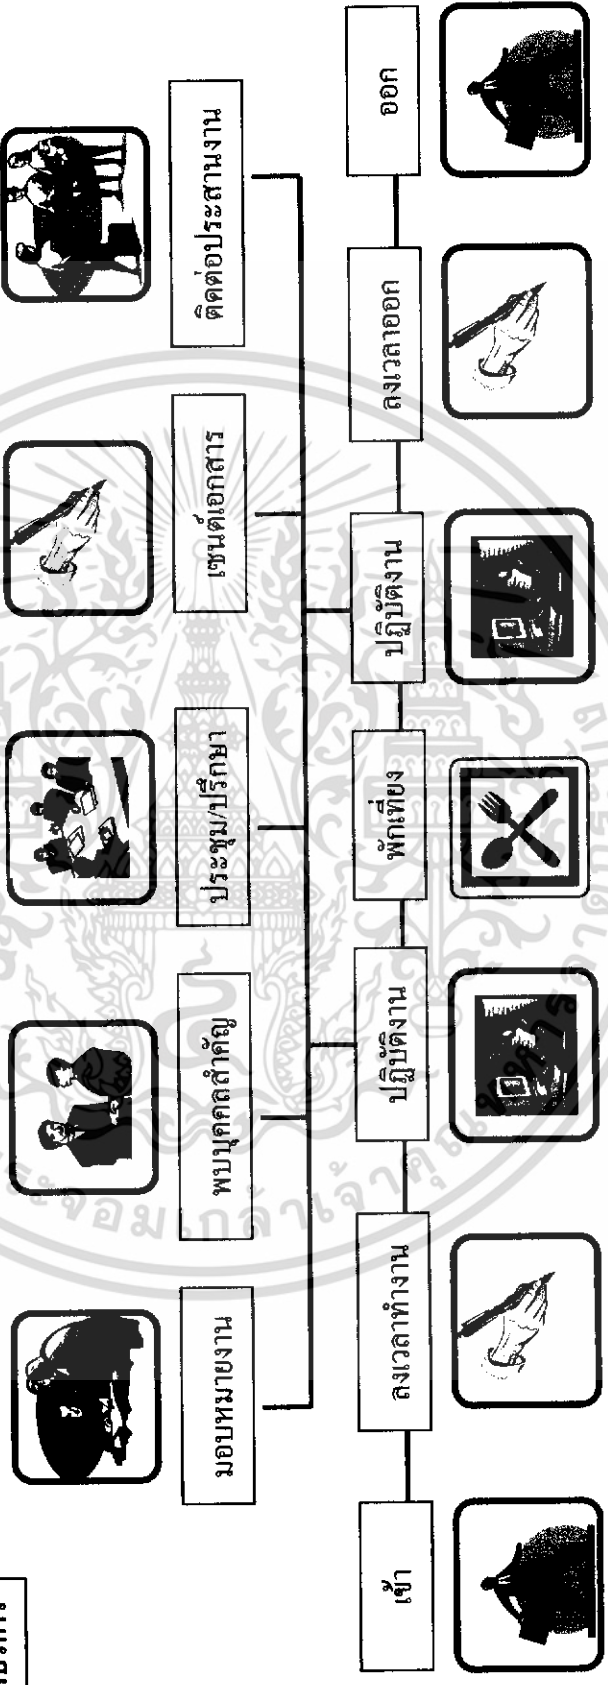 มอบหมายงาน
พบบุคคลสำคัญ
ประชุม/ปรึกษา
เซนต์เอกสาร
ติดต่อประสานงาน
เข้า
ลงเวลาทำงาน
ปฏิบัติงาน
พักเที่ยง
ปฏิบัติงาน
ลงเวลาออก
ออก